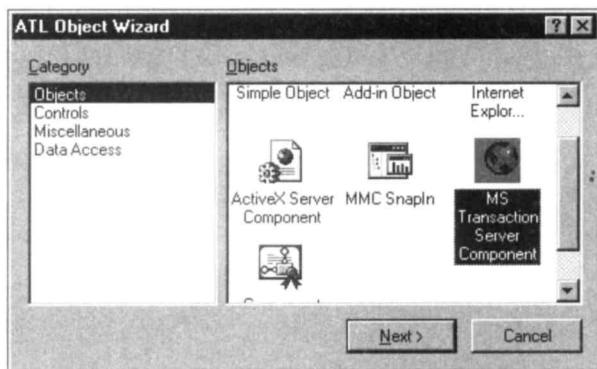 ATL Object Wizard
Category
Objects
Objects
Controls
Miscellaneous
Data Access
Simple Object
Add-in Object
Internet
Explor...
ActiveX Server
Component
MMC SnapIn
MS
Transaction
Server
Component
Next >
Cancel